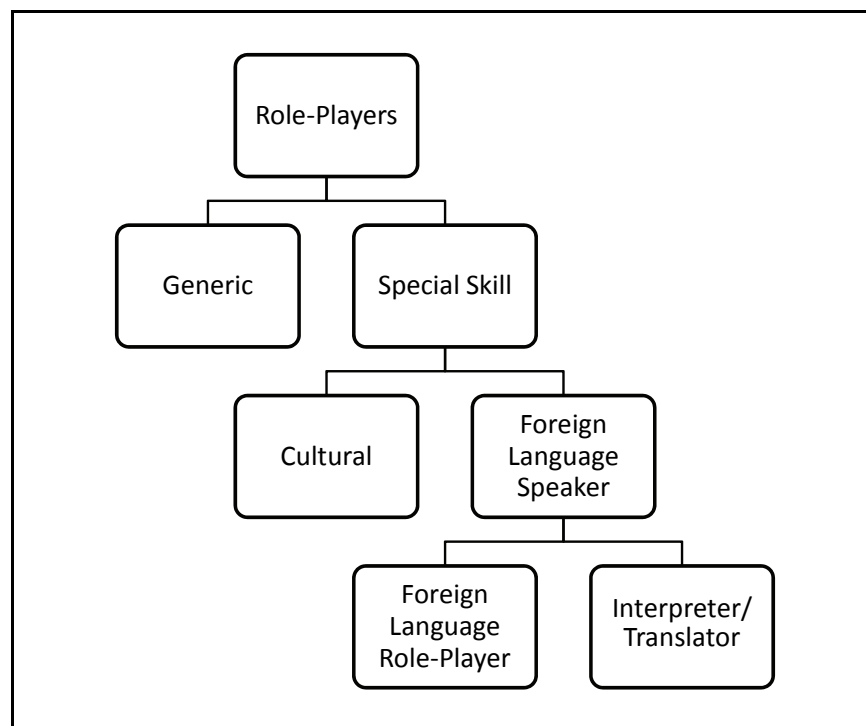 Role-Players
Generic
Special Skill
Cultural
Foreign
Language
Speaker
Foreign
Language
Role-Player
Interpreter/
Translator